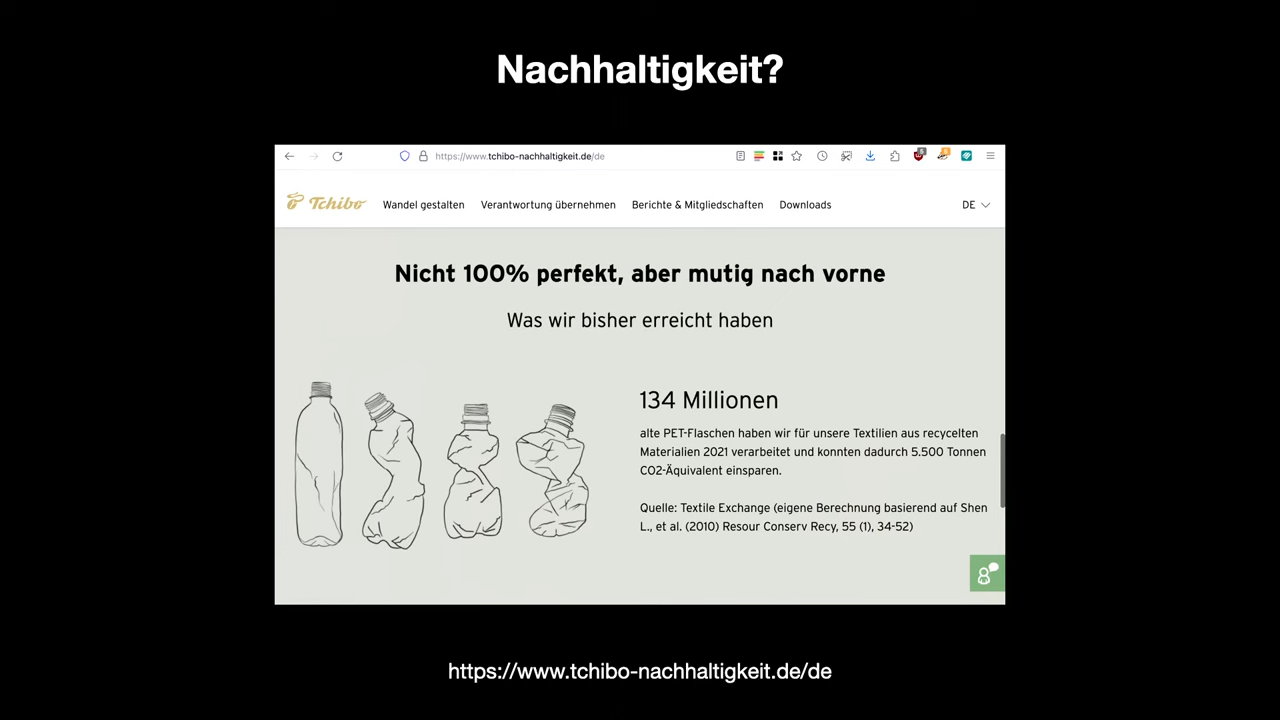 Nachhaltigkeit?
https://www.tchibo-nachhaltigkeit.de/de
Tchibo
Wandel gestalten
Verantwortung übernehmen
Berichte & Mitgliedschaften
Downloads
DE
Nicht 100% perfekt, aber mutig nach vorne
Was wir bisher erreicht haben
134 Millionen
alte PET-Flaschen haben wir für unsere Textilien aus recycelten
Materialien 2021 verarbeitet und konnten dadurch 5.500 Tonnen
CO2-Äquivalent einsparen.
Quelle: Textile Exchange (eigene Berechnung basierend auf Shen
L., et al. (2010) Resour Conserv Recy, 55 (1), 34-52)
https://www.tchibo-nachhaltigkeit.de/de